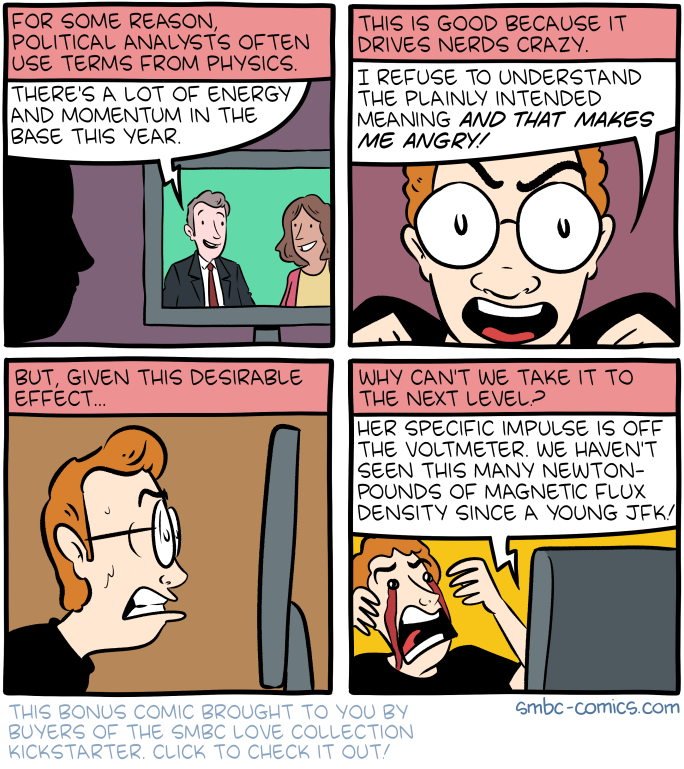 FOR SOME REASON,
POLITICAL ANALYSTS OFTEN
USE TERMS FROM PHYSICS.
THERE'S A LOT OF ENERGY
AND MOMENTUM IN THE
BASE THIS YEAR.
THIS IS GOOD BECAUSE IT
DRIVES NERDS CRAZY.
I REFUSE TO UNDERSTAND
THE PLAINLY INTENDED
MEANING AND THAT MAKES
ME ANGRY!
BUT, GIVEN THIS DESIRABLE
EFFECT...
WHY CAN'T WE TAKE IT TO
THE NEXT LEVEL?
HER SPECIFIC IMPULSE IS OFF
THE VOLTMETER. WE HAVEN'T
SEEN THIS MANY NEWTON-
POUNDS OF MAGNETIC FLUX
DENSITY SINCE A YOUNG JFK!
THIS BONUS COMIC BROUGHT TO YOU BY
BUYERS OF THE SMBC LOVE COLLECTION
KICKSTARTER. CLICK TO CHECK IT OUT!
smbc-comics.com